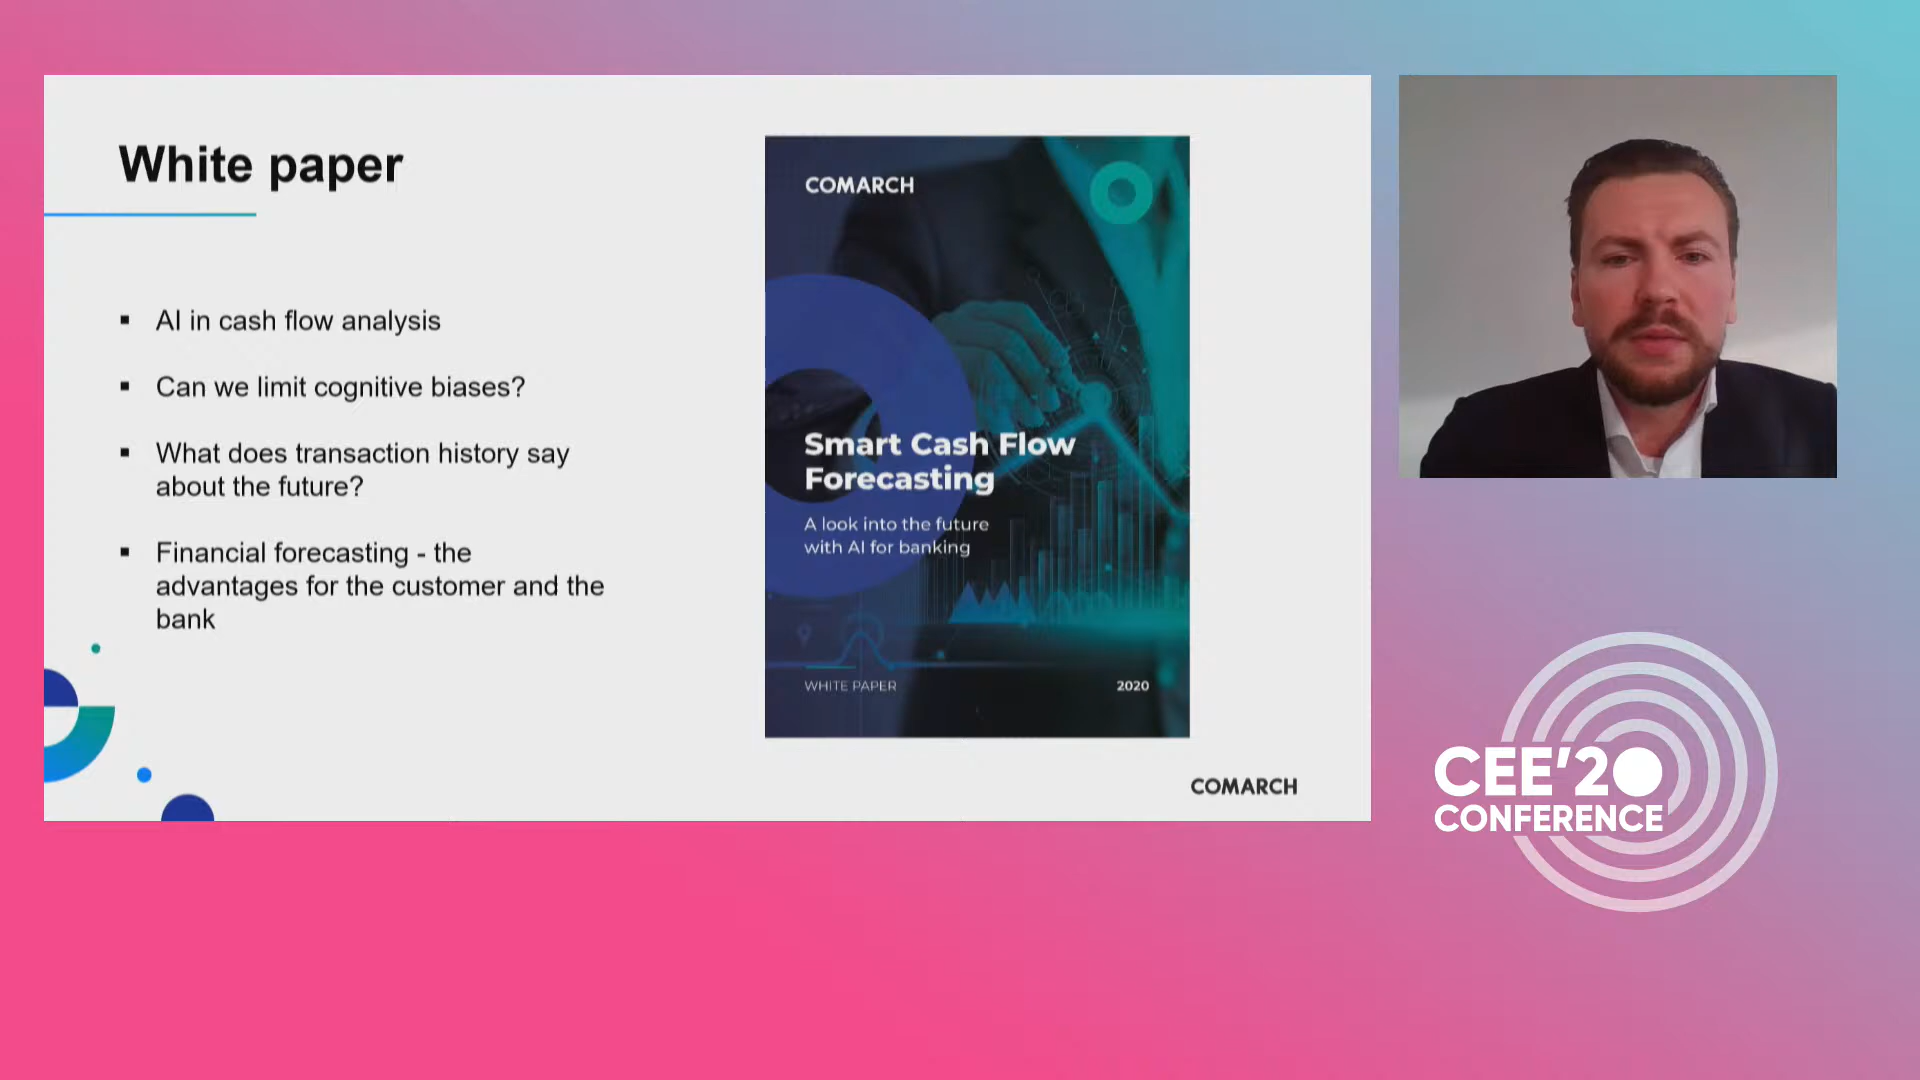 White paper
▪ AI in cash flow analysis
▪ Can we limit cognitive biases?
▪ What does transaction history say
about the future?
▪ Financial forecasting - the
advantages for the customer and the
bank
COMARCH
Smart Cash Flow
Forecasting
A look into the future
with AI for banking
WHITE PAPER 2020
COMARCH
CEE'20
CONFERENCE